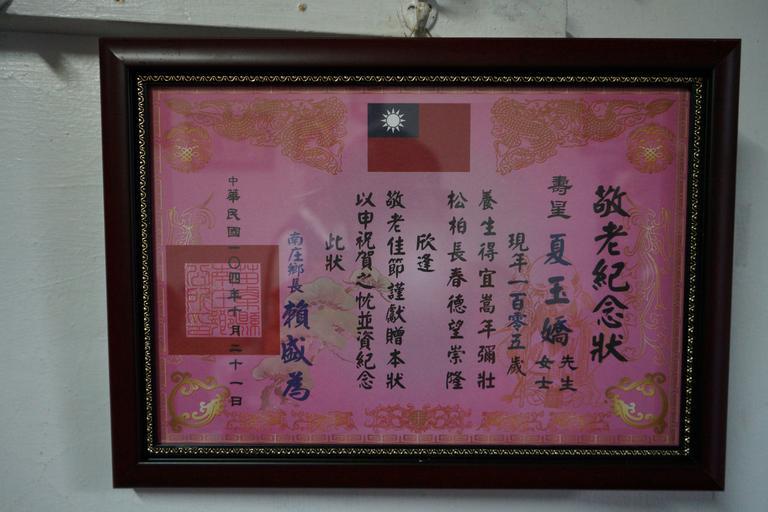 敬老紀念狀
壽星 夏玉嬌 先生 女士
現年一百零五歲
養生得宜嵩年彌壯
松柏長春德望崇隆
欣逢
敬老佳節謹獻贈本狀
以申祝賀之忱並資紀念
此狀
南庄鄉長 賴盛為
中華民國一〇四年十月二十一日